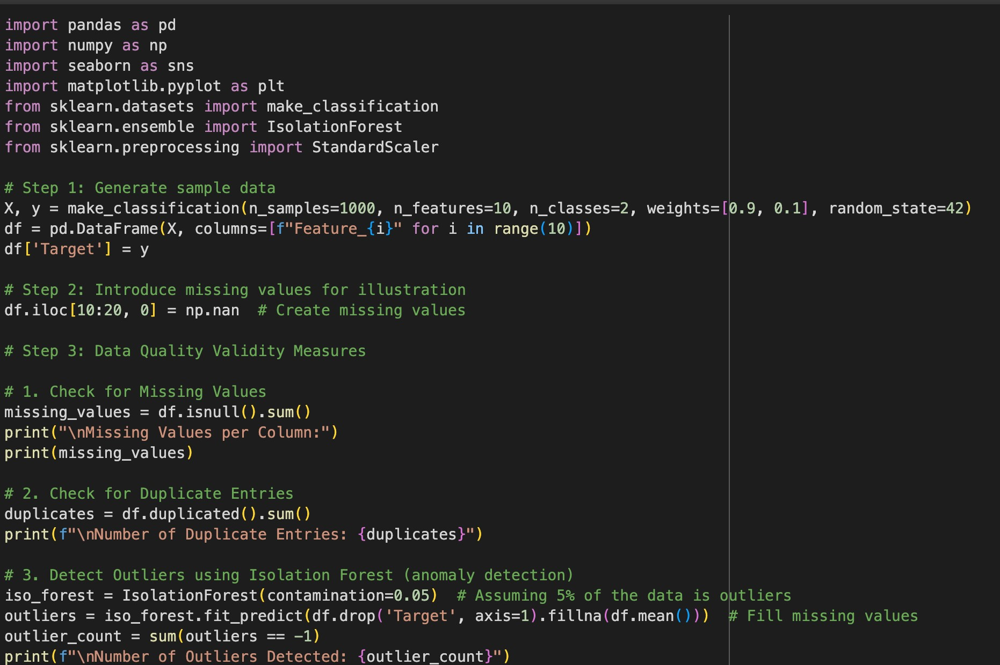 import pandas as pd
import numpy as np
import seaborn as sns
import matplotlib.pyplot as plt
from sklearn.datasets import make_classification
from sklearn.ensemble import IsolationForest
from sklearn.preprocessing import StandardScaler
# Step 1: Generate sample data
X, y = make_classification(n_samples=1000, n_features=10, n_classes=2, weights=[0.9, 0.1], random_state=42)
df = pd.DataFrame(X, columns=[f"Feature_{i}" for i in range(10)])
df['Target'] = y
# Step 2: Introduce missing values for illustration
df.iloc[10:20, 0] = np.nan  # Create missing values
# Step 3: Data Quality Validity Measures
# 1. Check for Missing Values
missing_values = df.isnull().sum()
print("\nMissing Values per Column:")
print(missing_values)
# 2. Check for Duplicate Entries
duplicates = df.duplicated().sum()
print(f"\nNumber of Duplicate Entries: {duplicates}")
# 3. Detect Outliers using Isolation Forest (anomaly detection)
iso_forest = IsolationForest(contamination=0.05)  # Assuming 5% of the data is outliers
outliers = iso_forest.fit_predict(df.drop('Target', axis=1).fillna(df.mean()))  # Fill missing values
outlier_count = sum(outliers == -1)
print(f"\nNumber of Outliers Detected: {outlier_count}")